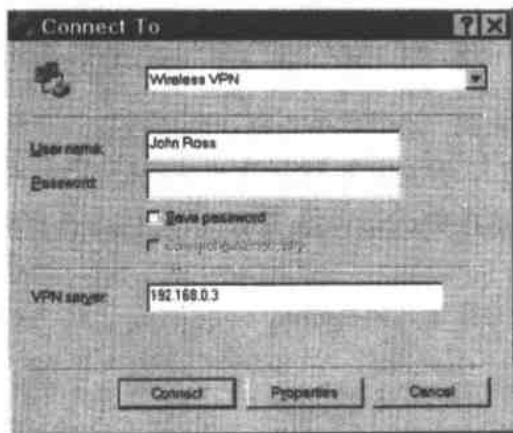 Connect To
Wireless VPN
User name:
John Ross
Password:
Save password
VPN server:
192.168.0.3
Connect
Properties
Cancel